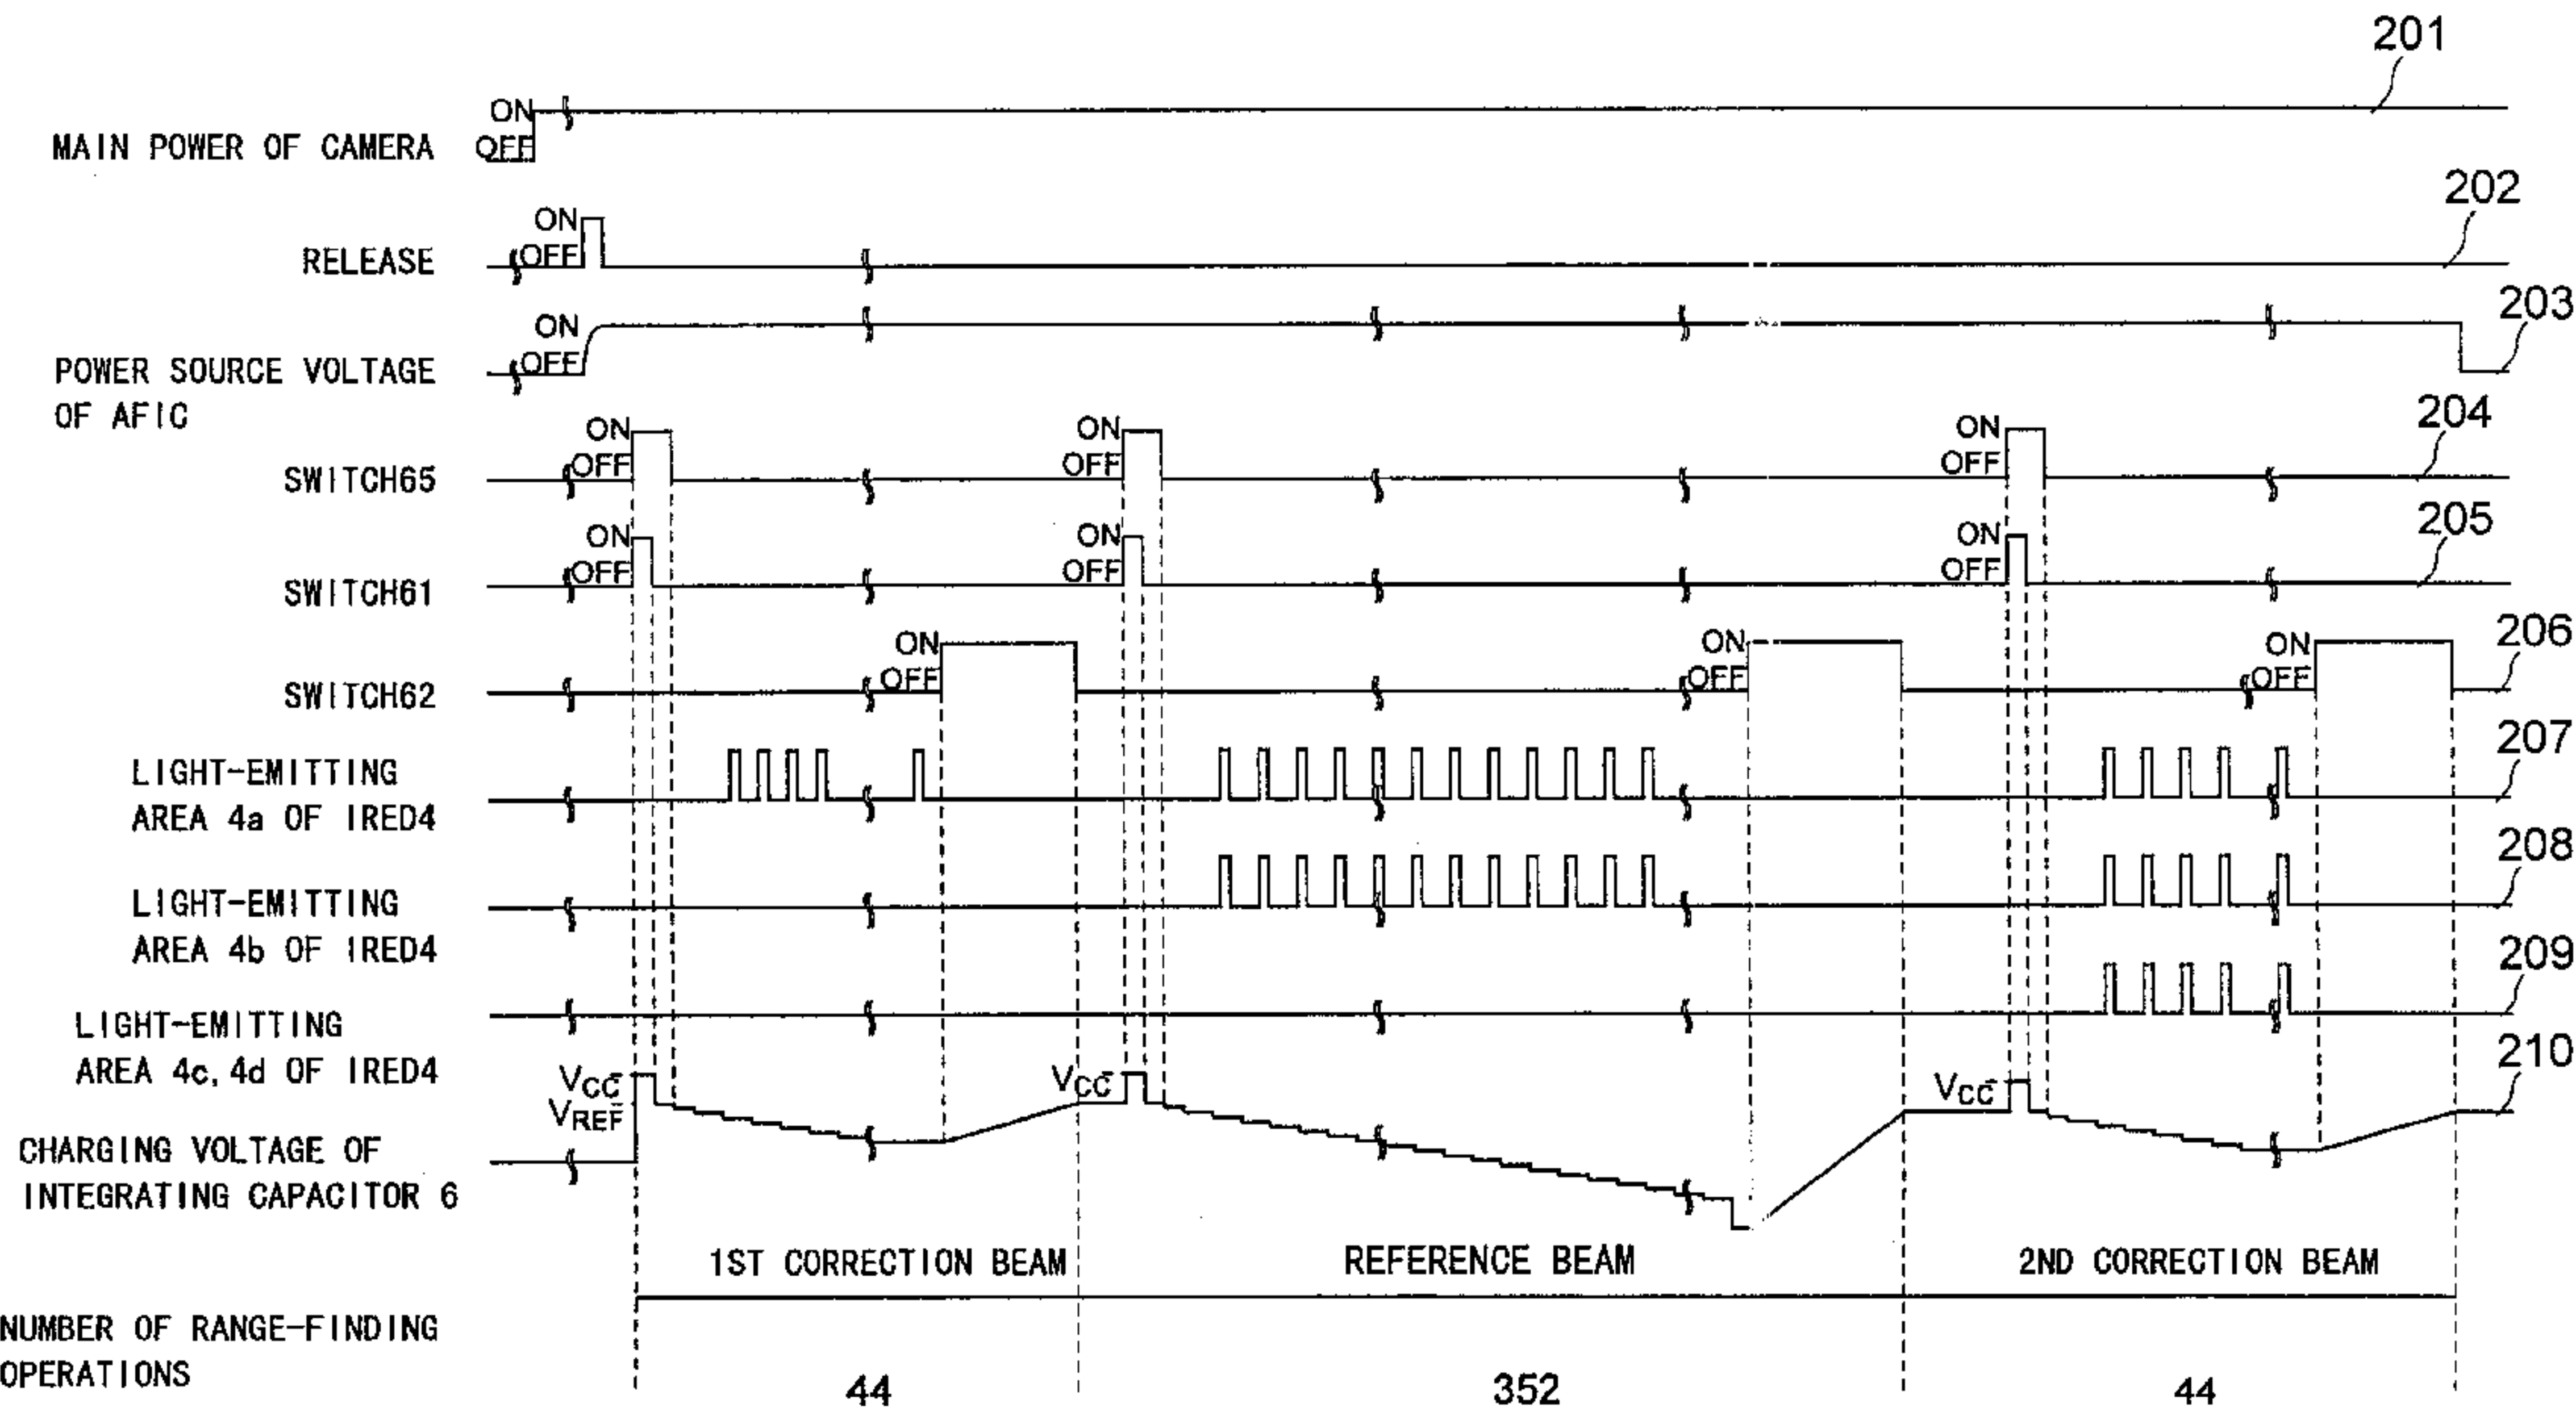 201
ON
MAIN POWER OF CAMERA OFF
202
ON
RELEASE OFF
203
ON
POWER SOURCE VOLTAGE OFF
OF AFIC
204
ON ON ON
SWITCH65 OFF OFF OFF
205
ON ON ON
SWITCH61 OFF OFF OFF
206
ON ON ON
SWITCH62 OFF OFF OFF
207
LIGHT-EMITTING
AREA 4a OF IRED4
208
LIGHT-EMITTING
AREA 4b OF IRED4
209
LIGHT-EMITTING
AREA 4c, 4d OF IRED4
210
VCC VCC VCC
VREF
CHARGING VOLTAGE OF
INTEGRATING CAPACITOR 6
1ST CORRECTION BEAM REFERENCE BEAM 2ND CORRECTION BEAM
NUMBER OF RANGE-FINDING
OPERATIONS
44 352 44